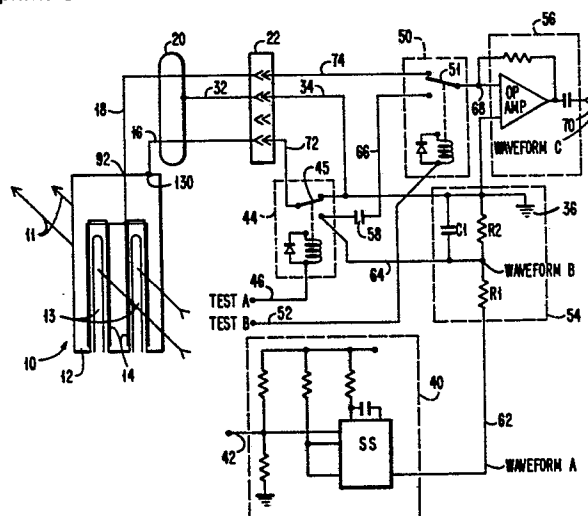 20
22
50
56
74
32
34
51
18
OP
AMP
68
70
16
WAVEFORM C
92
130
72
66
45
11
44
58
36
C1
R2
WAVEFORM B
64
R1
13
46
TEST A
TEST B
52
54
10
12
14
40
62
SS
42
WAVEFORM A